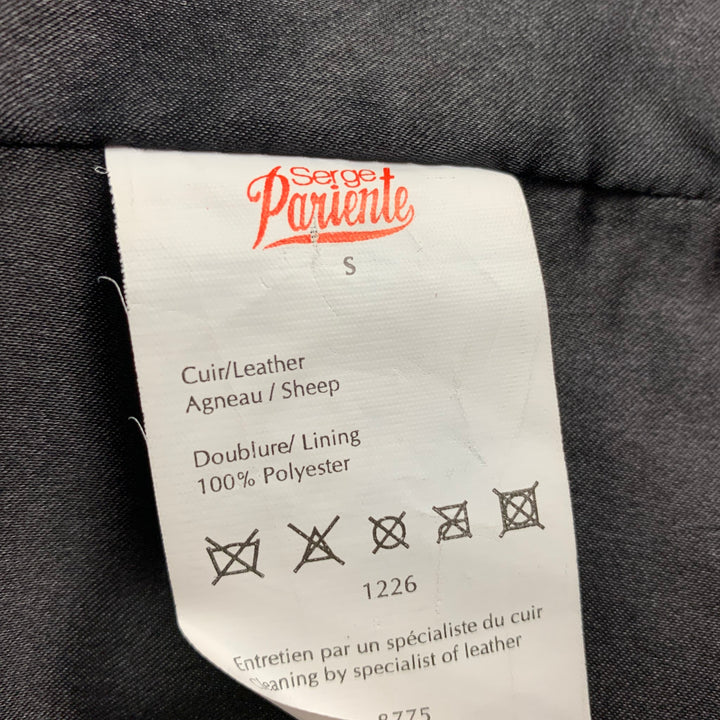 Serge
Pariente
S
Cuir/Leather
Agneau / Sheep
Doublure/ Lining
100% Polyester
1226
Entretien par un spécialiste du cuir
Cleaning by specialist of leather
8775